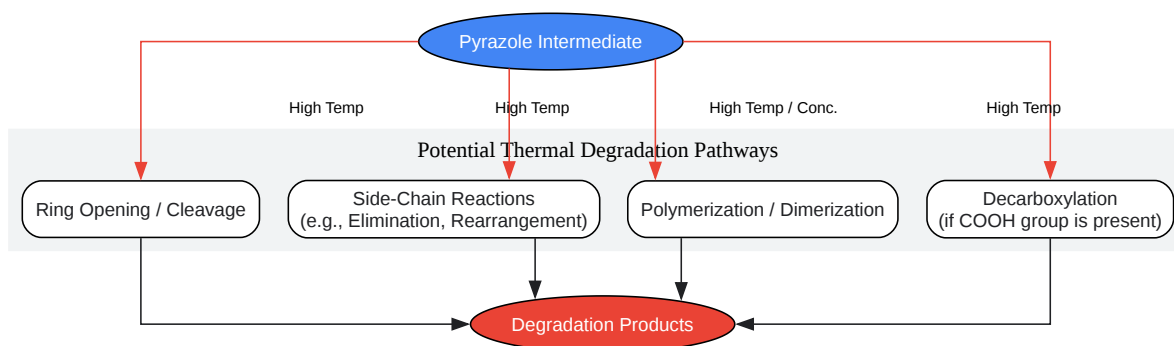 Pyrazole Intermediate
High Temp
High Temp
High Temp / Conc.
High Temp
Potential Thermal Degradation Pathways
Ring Opening / Cleavage
Side-Chain Reactions
(e.g., Elimination, Rearrangement)
Polymerization / Dimerization
Decarboxylation
(if COOH group is present)
Degradation Products